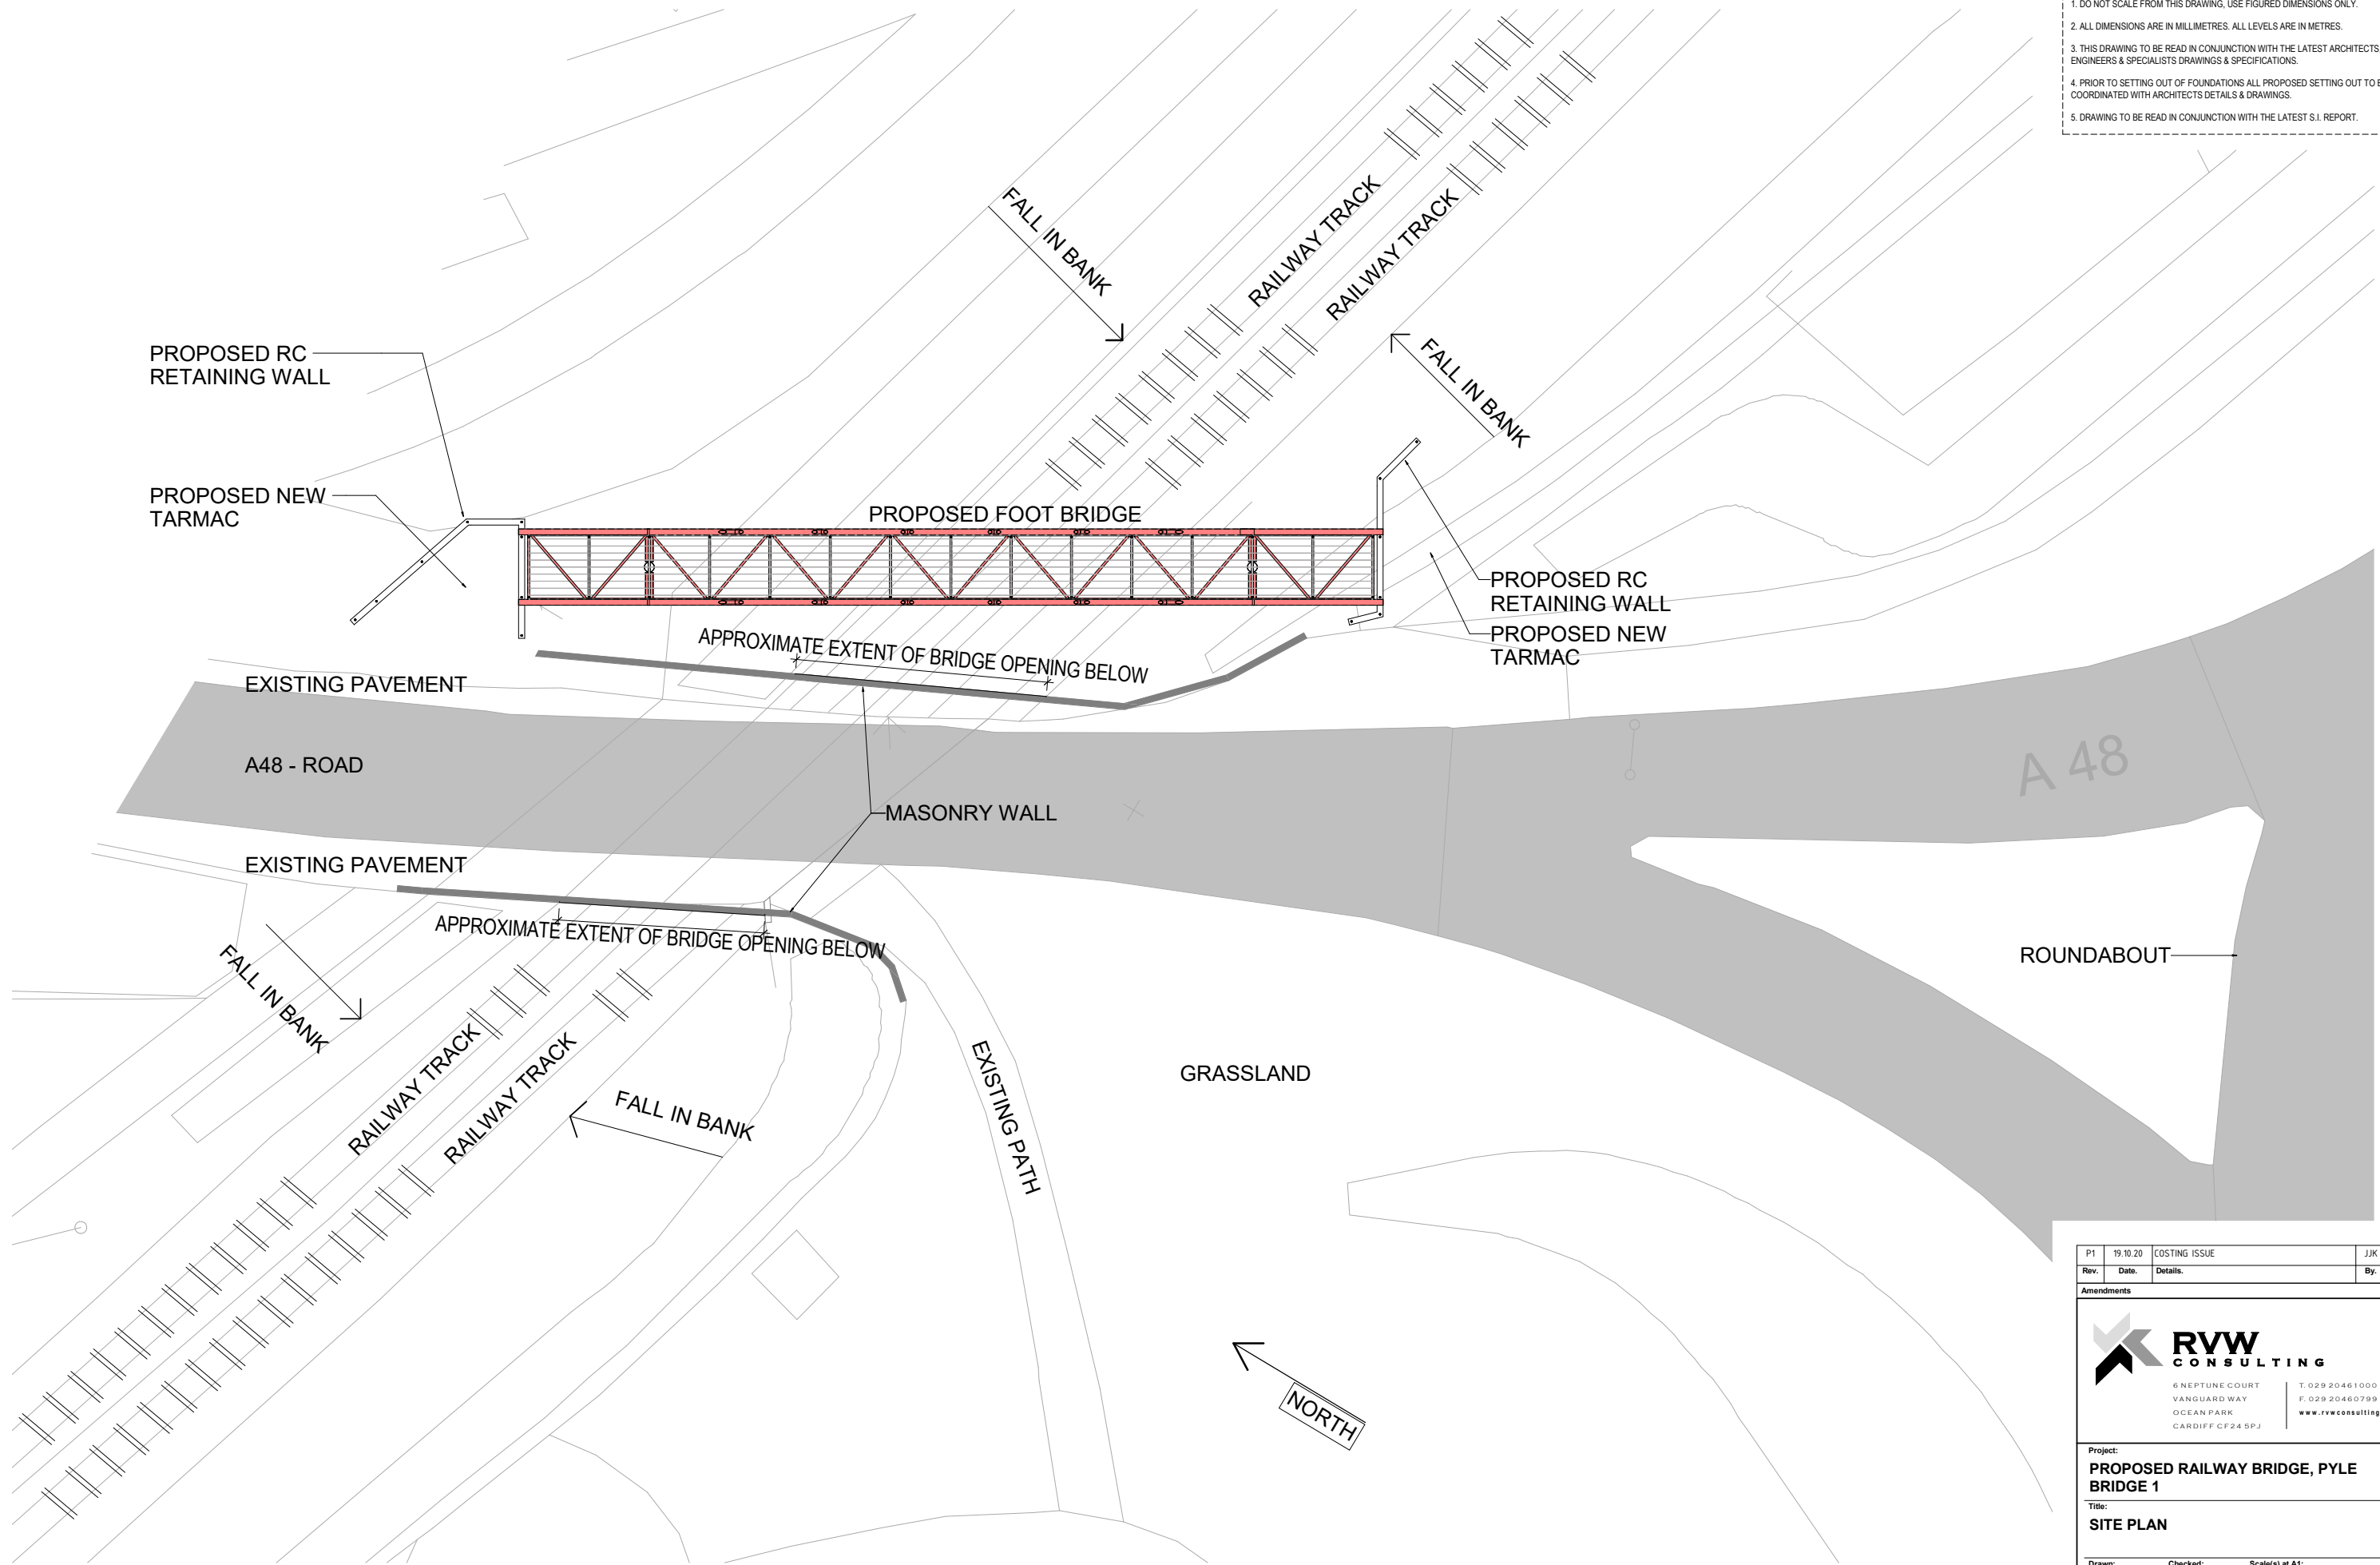 1. DO NOT SCALE FROM THIS DRAWING, USE FIGURED DIMENSIONS ONLY.
2. ALL DIMENSIONS ARE IN MILLIMETRES. ALL LEVELS ARE IN METRES.
3. THIS DRAWING TO BE READ IN CONJUNCTION WITH THE LATEST ARCHITECTS
ENGINEERS & SPECIALISTS DRAWINGS & SPECIFICATIONS.
4. PRIOR TO SETTING OUT OF FOUNDATIONS ALL PROPOSED SETTING OUT TO
COORDINATED WITH ARCHITECTS DETAILS & DRAWINGS.
5. DRAWING TO BE READ IN CONJUNCTION WITH THE LATEST S.I. REPORT.
FALL IN BANK
RAILWAY TRACK
RAILWAY TRACK
FALL IN BANK
PROPOSED RC
RETAINING WALL
PROPOSED NEW
TARMAC
PROPOSED FOOT BRIDGE
PROPOSED RC
RETAINING WALL
PROPOSED NEW
TARMAC
APPROXIMATE EXTENT OF BRIDGE OPENING BELOW
EXISTING PAVEMENT
A48 - ROAD
A 48
MASONRY WALL
EXISTING PAVEMENT
APPROXIMATE EXTENT OF BRIDGE OPENING BELOW
FALL IN BANK
RAILWAY TRACK
RAILWAY TRACK
FALL IN BANK
EXISTING PATH
GRASSLAND
ROUNDABOUT
NORTH
P1 19.10.20 COSTING ISSUE JJK
Rev. Date. Details. By.
Amendments
RVW
CONSULTING
6 NEPTUNE COURT
VANGUARD WAY
OCEAN PARK
CARDIFF CF24 5PJ
T. 029 20461000
F. 029 20460799
www.rvwconsulting
Project:
PROPOSED RAILWAY BRIDGE, PYLE
BRIDGE 1
Title:
SITE PLAN
Drawn: Checked: Scale(s) at A1: